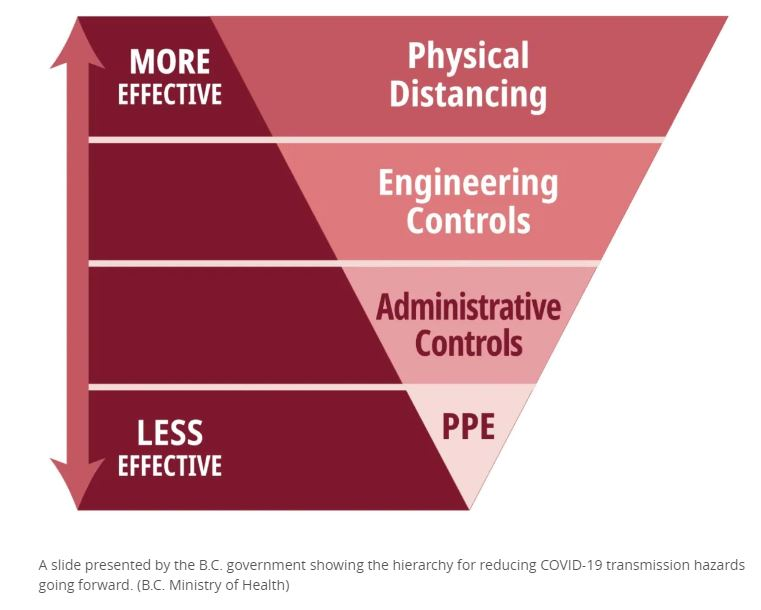 MORE
EFFECTIVE
Physical
Distancing
Engineering
Controls
Administrative
Controls
LESS
EFFECTIVE
PPE
A slide presented by the B.C. government showing the hierarchy for reducing COVID-19 transmission hazards
going forward. (B.C. Ministry of Health)